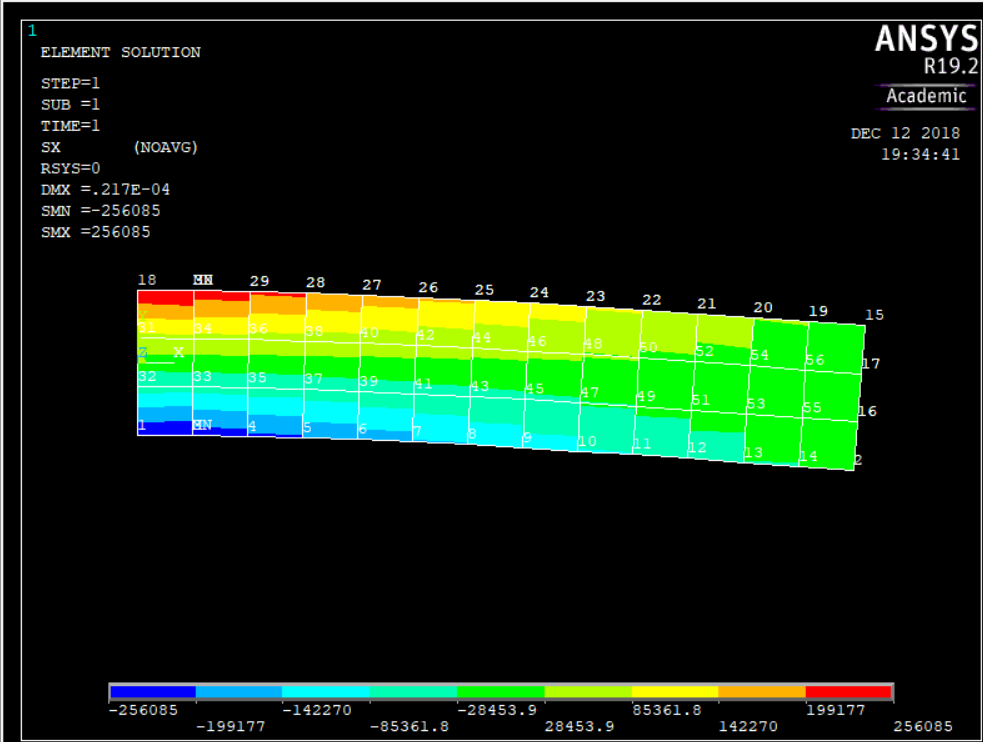 1
ANSYS
R19.2
Academic
DEC 12 2018
19:34:41
ELEMENT SOLUTION
STEP=1
SUB =1
TIME=1
SX (NOAVG)
RSYS=0
DMX =.217E-04
SMN =-256085
SMX =256085
18 29 28 27 26 25 24 23 22 21 20 19 15
Y
31 34 36 38 40 42 44 46 48 50 52 54 56 17
Z X
32 33 35 37 39 41 43 45 47 49 51 53 55 16
1 4 5 6 7 8 9 10 11 12 13 14 2
-256085 -142270 -28453.9 85361.8 199177
-199177 -85361.8 28453.9 142270 256085